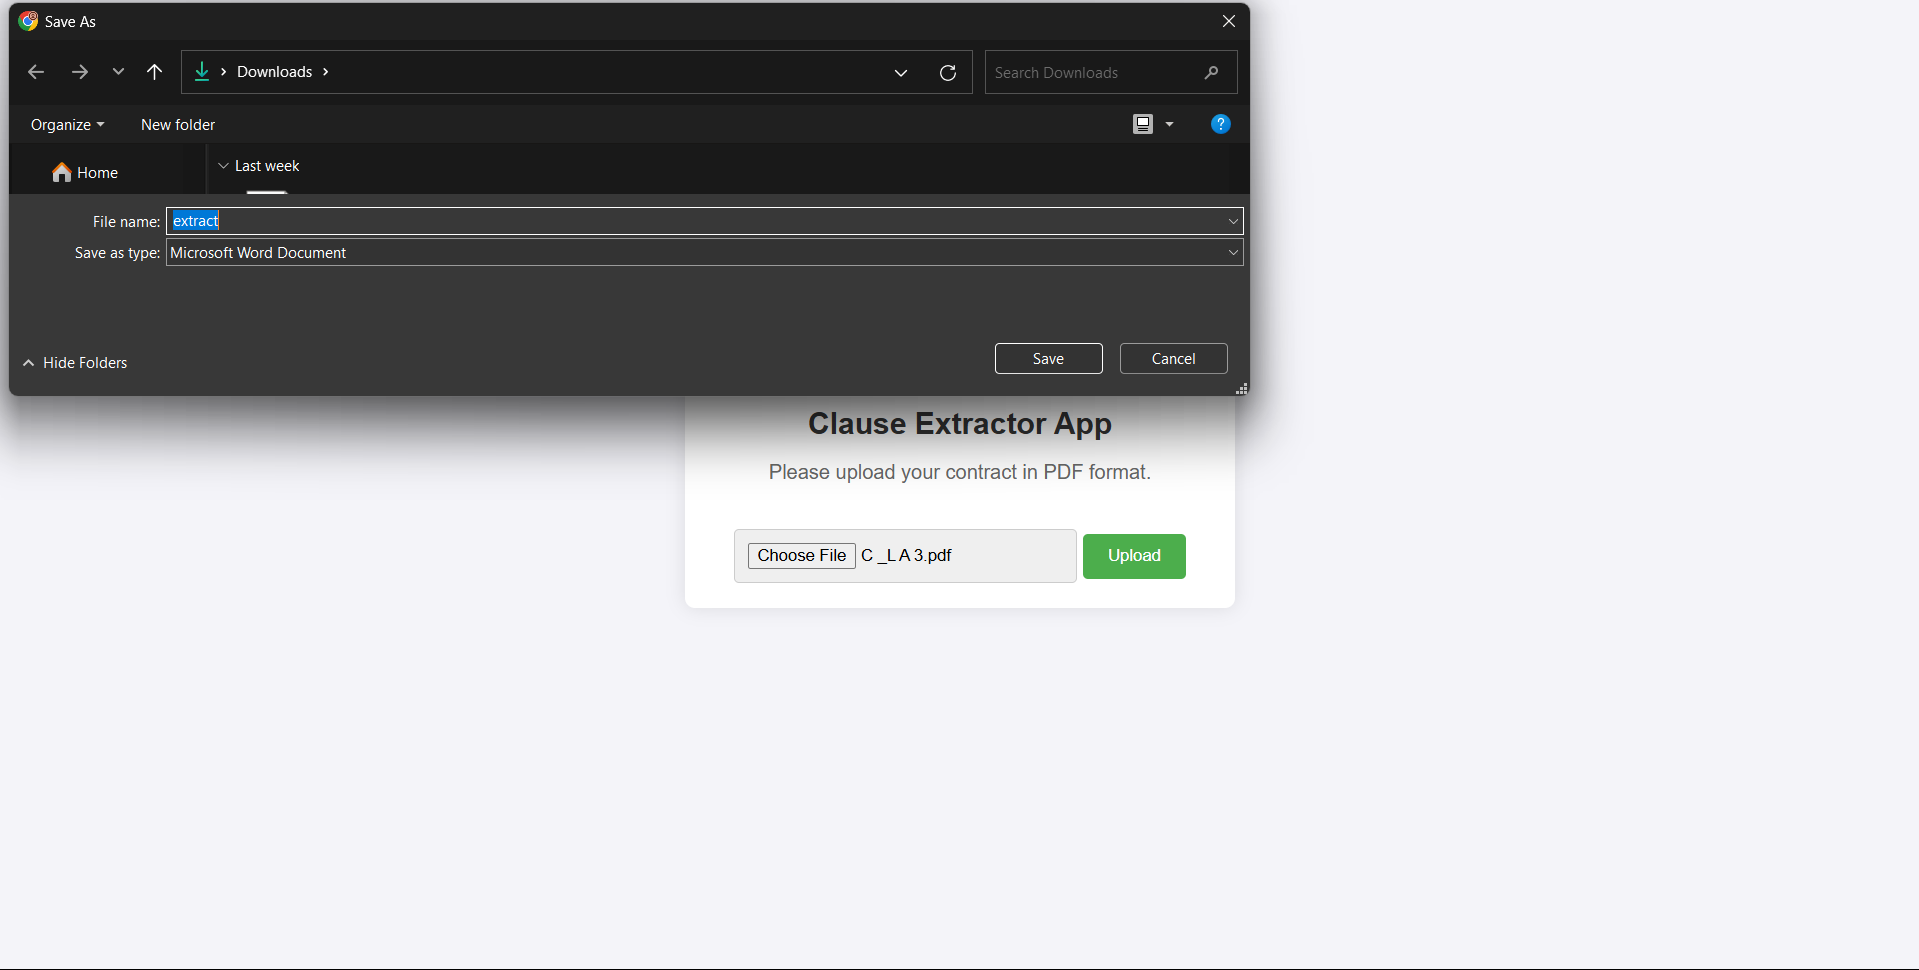 Save As
Downloads
Search Downloads
Organize
New folder
Home
Last week
File name: extract
Save as type: Microsoft Word Document
Hide Folders
Save
Cancel
Clause Extractor App
Please upload your contract in PDF format.
Choose File C _L A 3.pdf
Upload